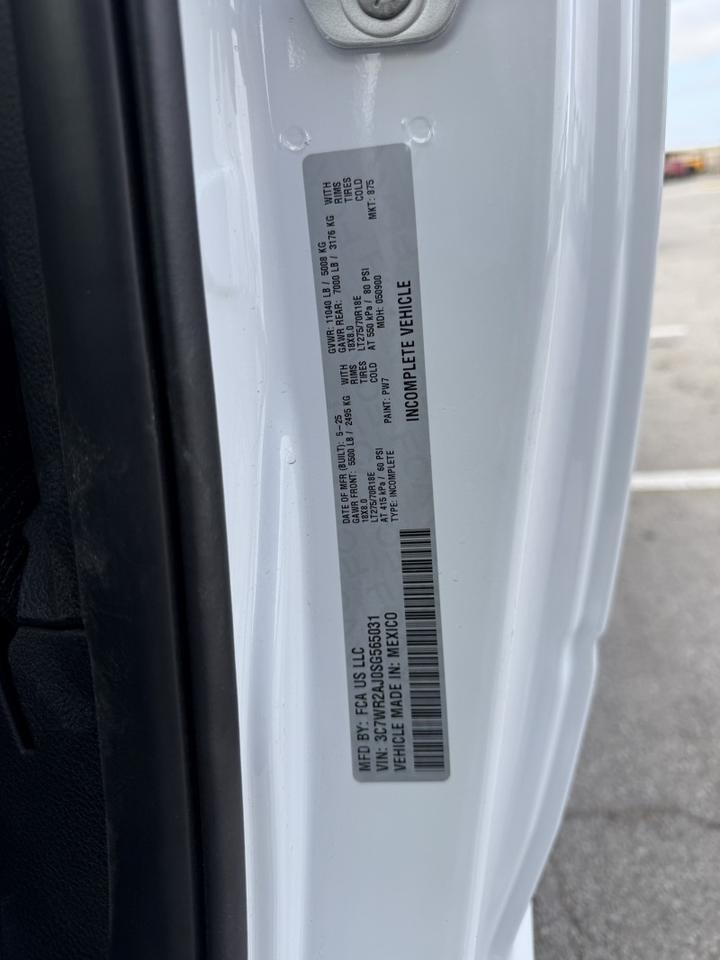 MFD BY: FCA US LLC
VIN: 3C7WR2AJ0SG565031
VEHICLE MADE IN: MEXICO
DATE OF MFR (BUILT): 5-25
GAWR FRONT: 5500 LB / 2495 KG WITH
18X8.0 RIMS
LT275/70R18E TIRES
AT 415 kPa / 60 PSI COLD
TYPE: INCOMPLETE PAINT: PW7
GVWR: 11040 LB / 5008 KG
GAWR REAR: 7000 LB / 3176 KG WITH
18X8.0 RIMS
LT275/70R18E TIRES
AT 550 kPa / 80 PSI COLD
MDH: 050900 MKT: 875
INCOMPLETE VEHICLE